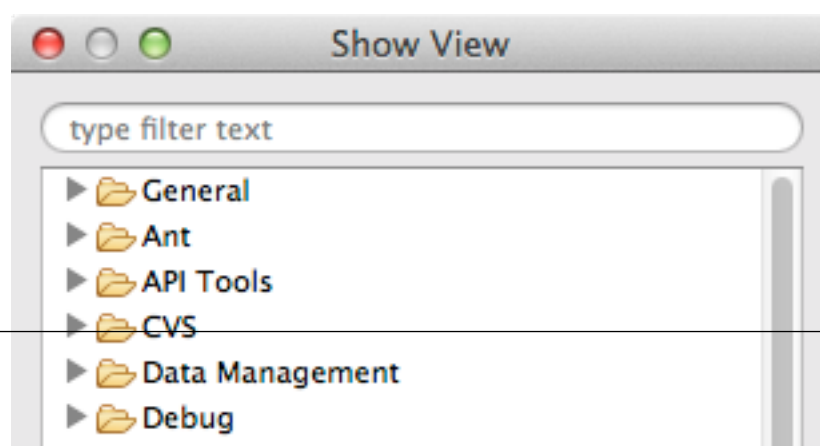 Show View
type filter text
General
Ant
API Tools
CVS
Data Management
Debug